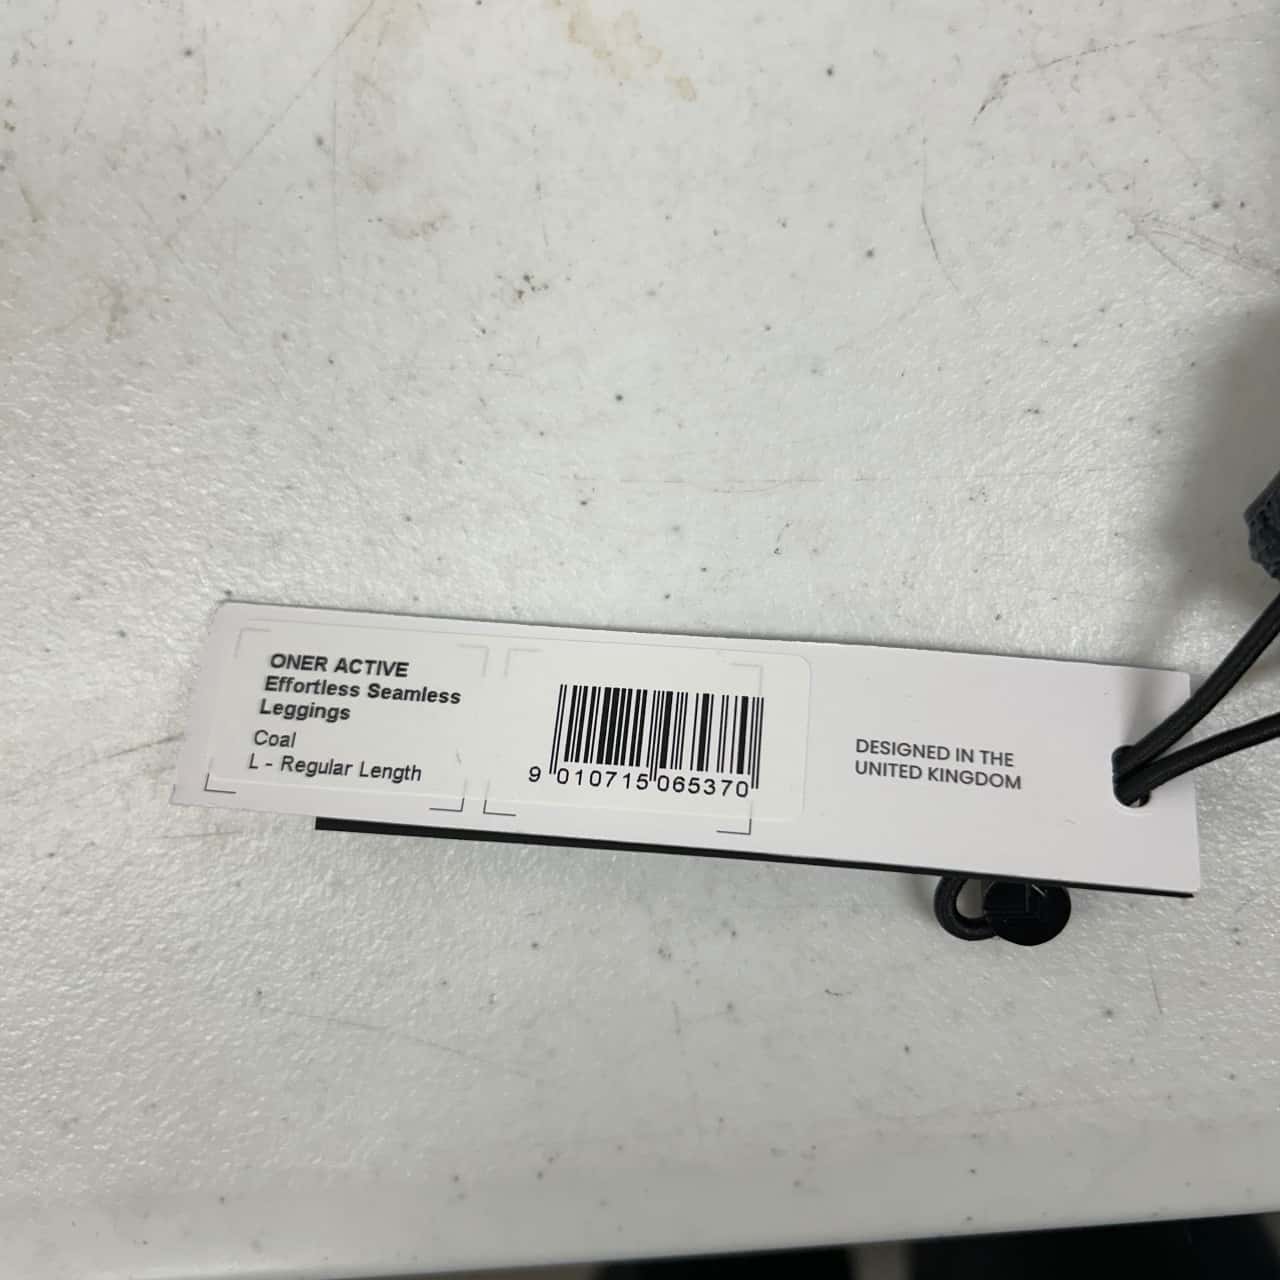 ONER ACTIVE
Effortless Seamless
Leggings
Coal
L - Regular Length
9 010715 065370
DESIGNED IN THE
UNITED KINGDOM